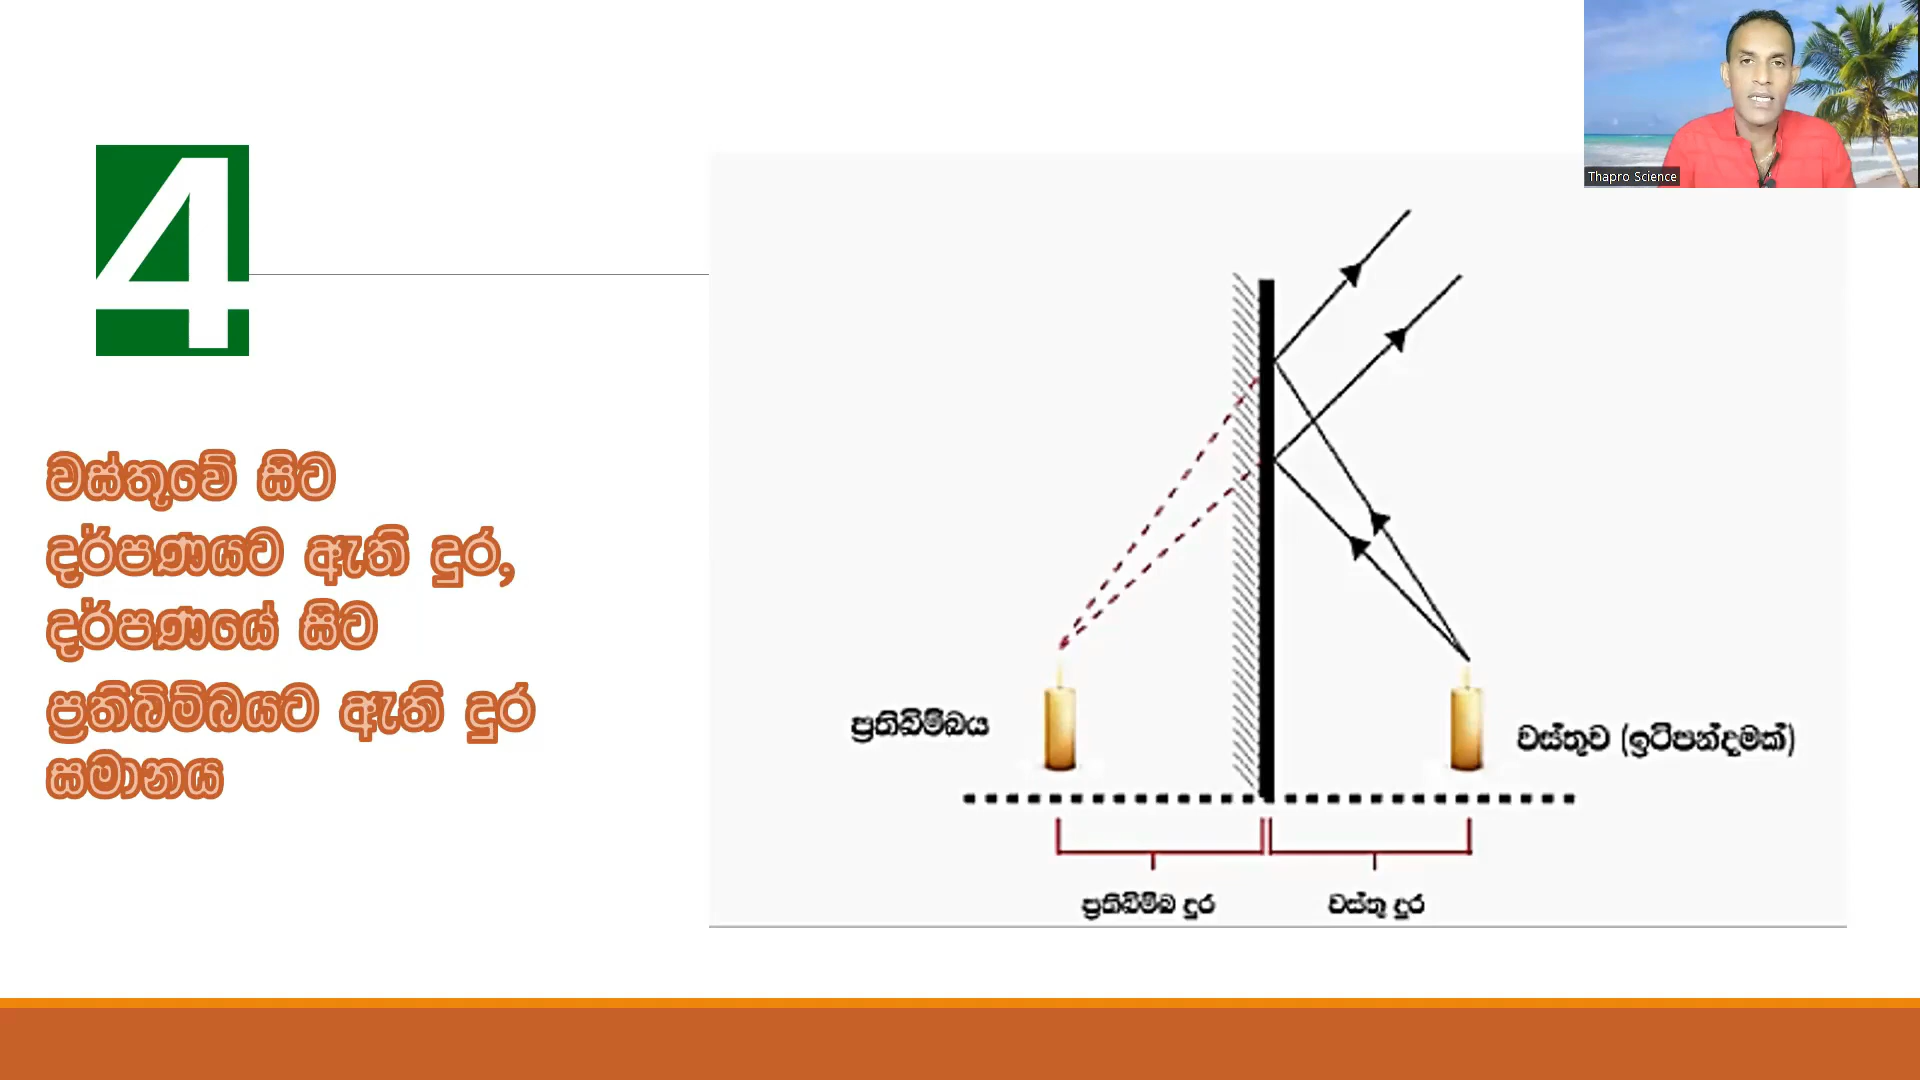 Thapro Science
4
වස්තුවේ සිට
දර්පණයට ඇති දුර,
දර්පණයේ සිට
ප්‍රතිබිම්බයට ඇති දුර
සමානය
ප්‍රතිබිම්බය
වස්තුව (ඉටිපන්දමක්)
ප්‍රතිබිම්බ දුර
වස්තු දුර